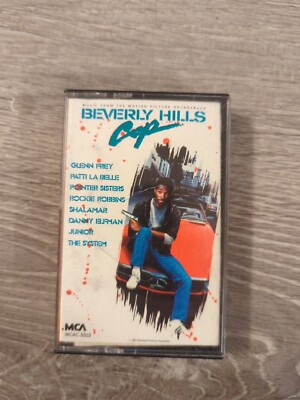 MUSIC FROM THE MOTION PICTURE SOUNDTRACK
BEVERLY HILLS
Cop
GLENN FREY
PATTI LA BELLE
POINTER SISTERS
ROCKIE ROBBINS
SHALAMAR
DANNY ELFMAN
JUNIOR
THE SYSTEM
MCA